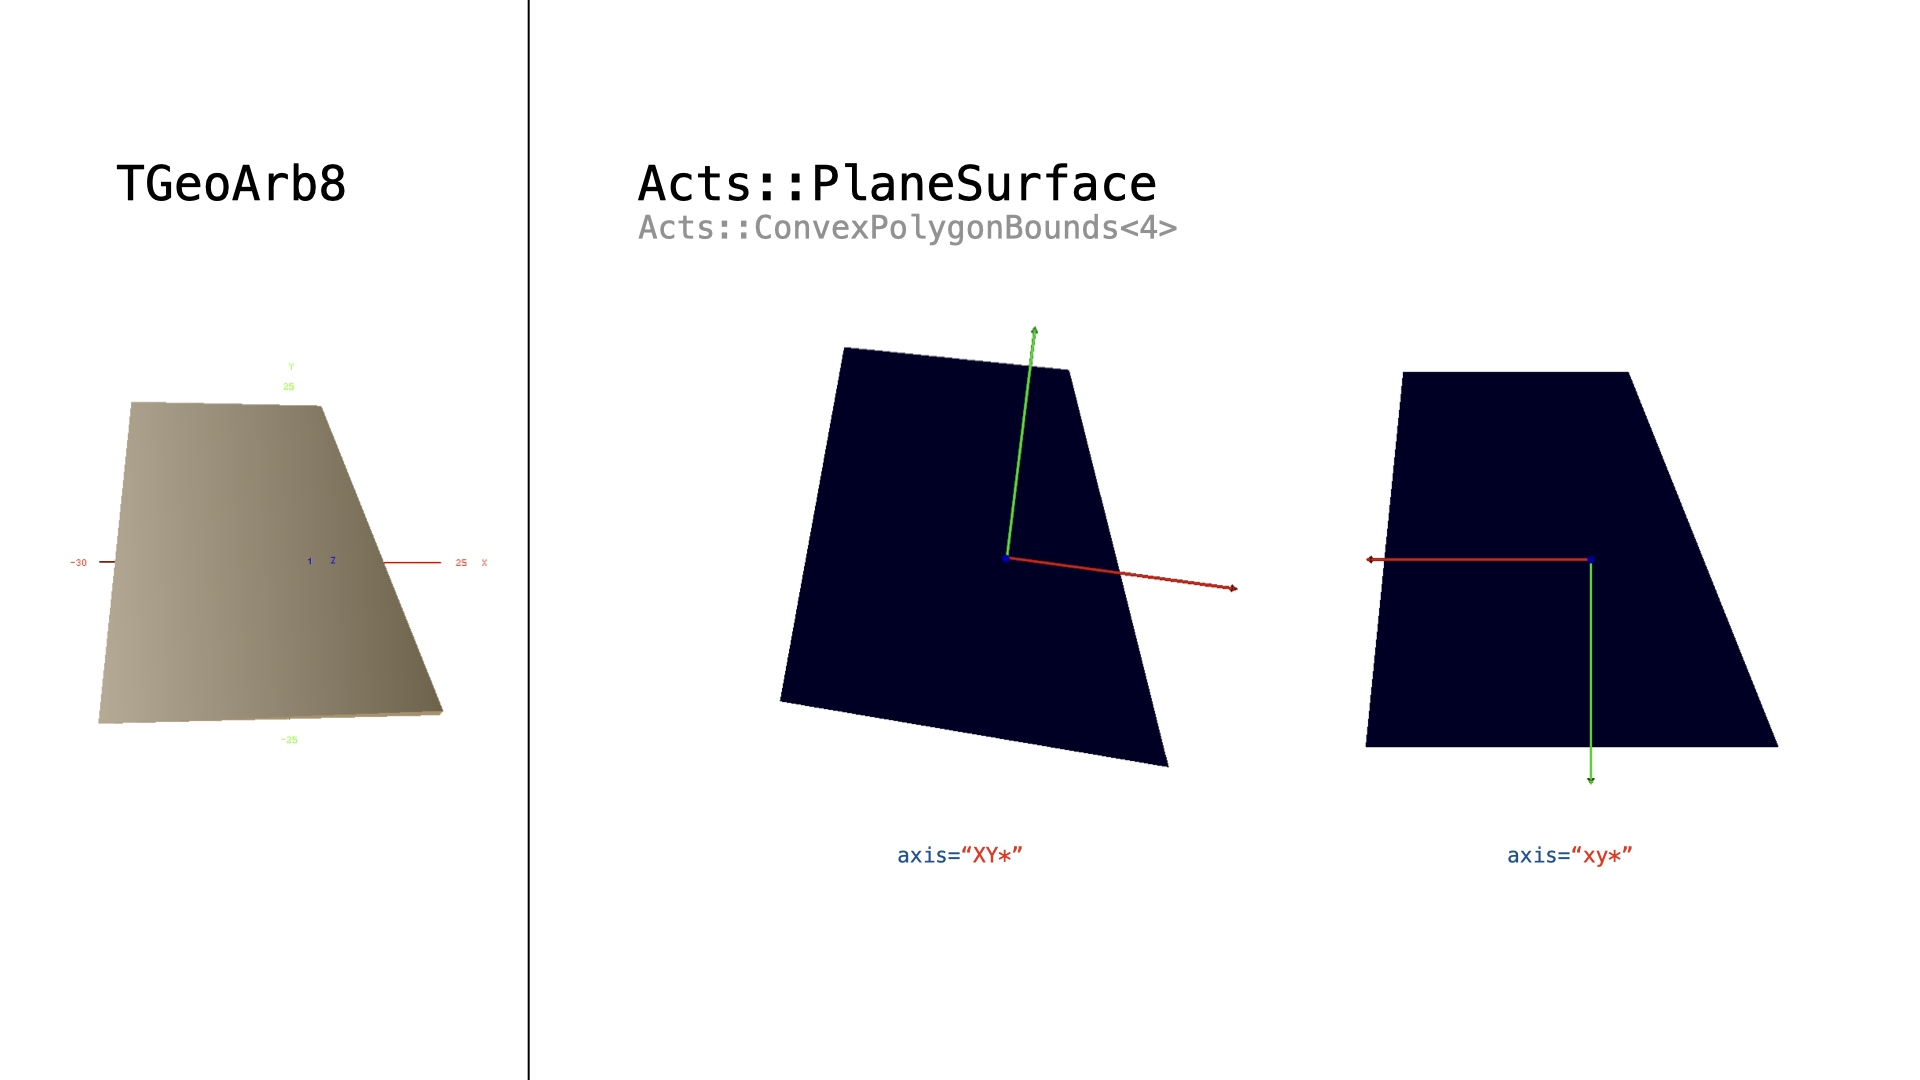 TGeoArb8
Y
25
-30
1 Z
25 X
-25
Acts::PlaneSurface
Acts::ConvexPolygonBounds<4>
axis=“XY*”
axis=“xy*”